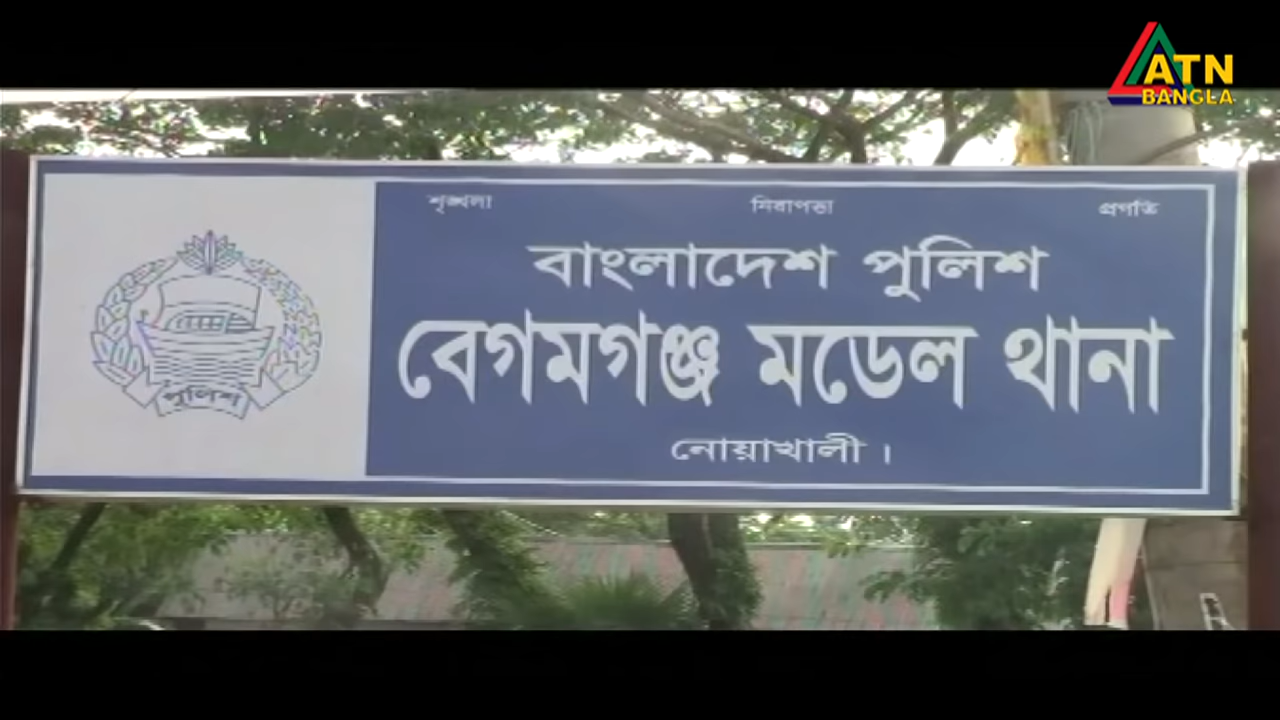 ATN
BANGLA
শৃঙ্খলা নিরাপত্তা প্রগতি
বাংলাদেশ পুলিশ
বেগমগঞ্জ মডেল থানা
নোয়াখালী ।
পুলিশ